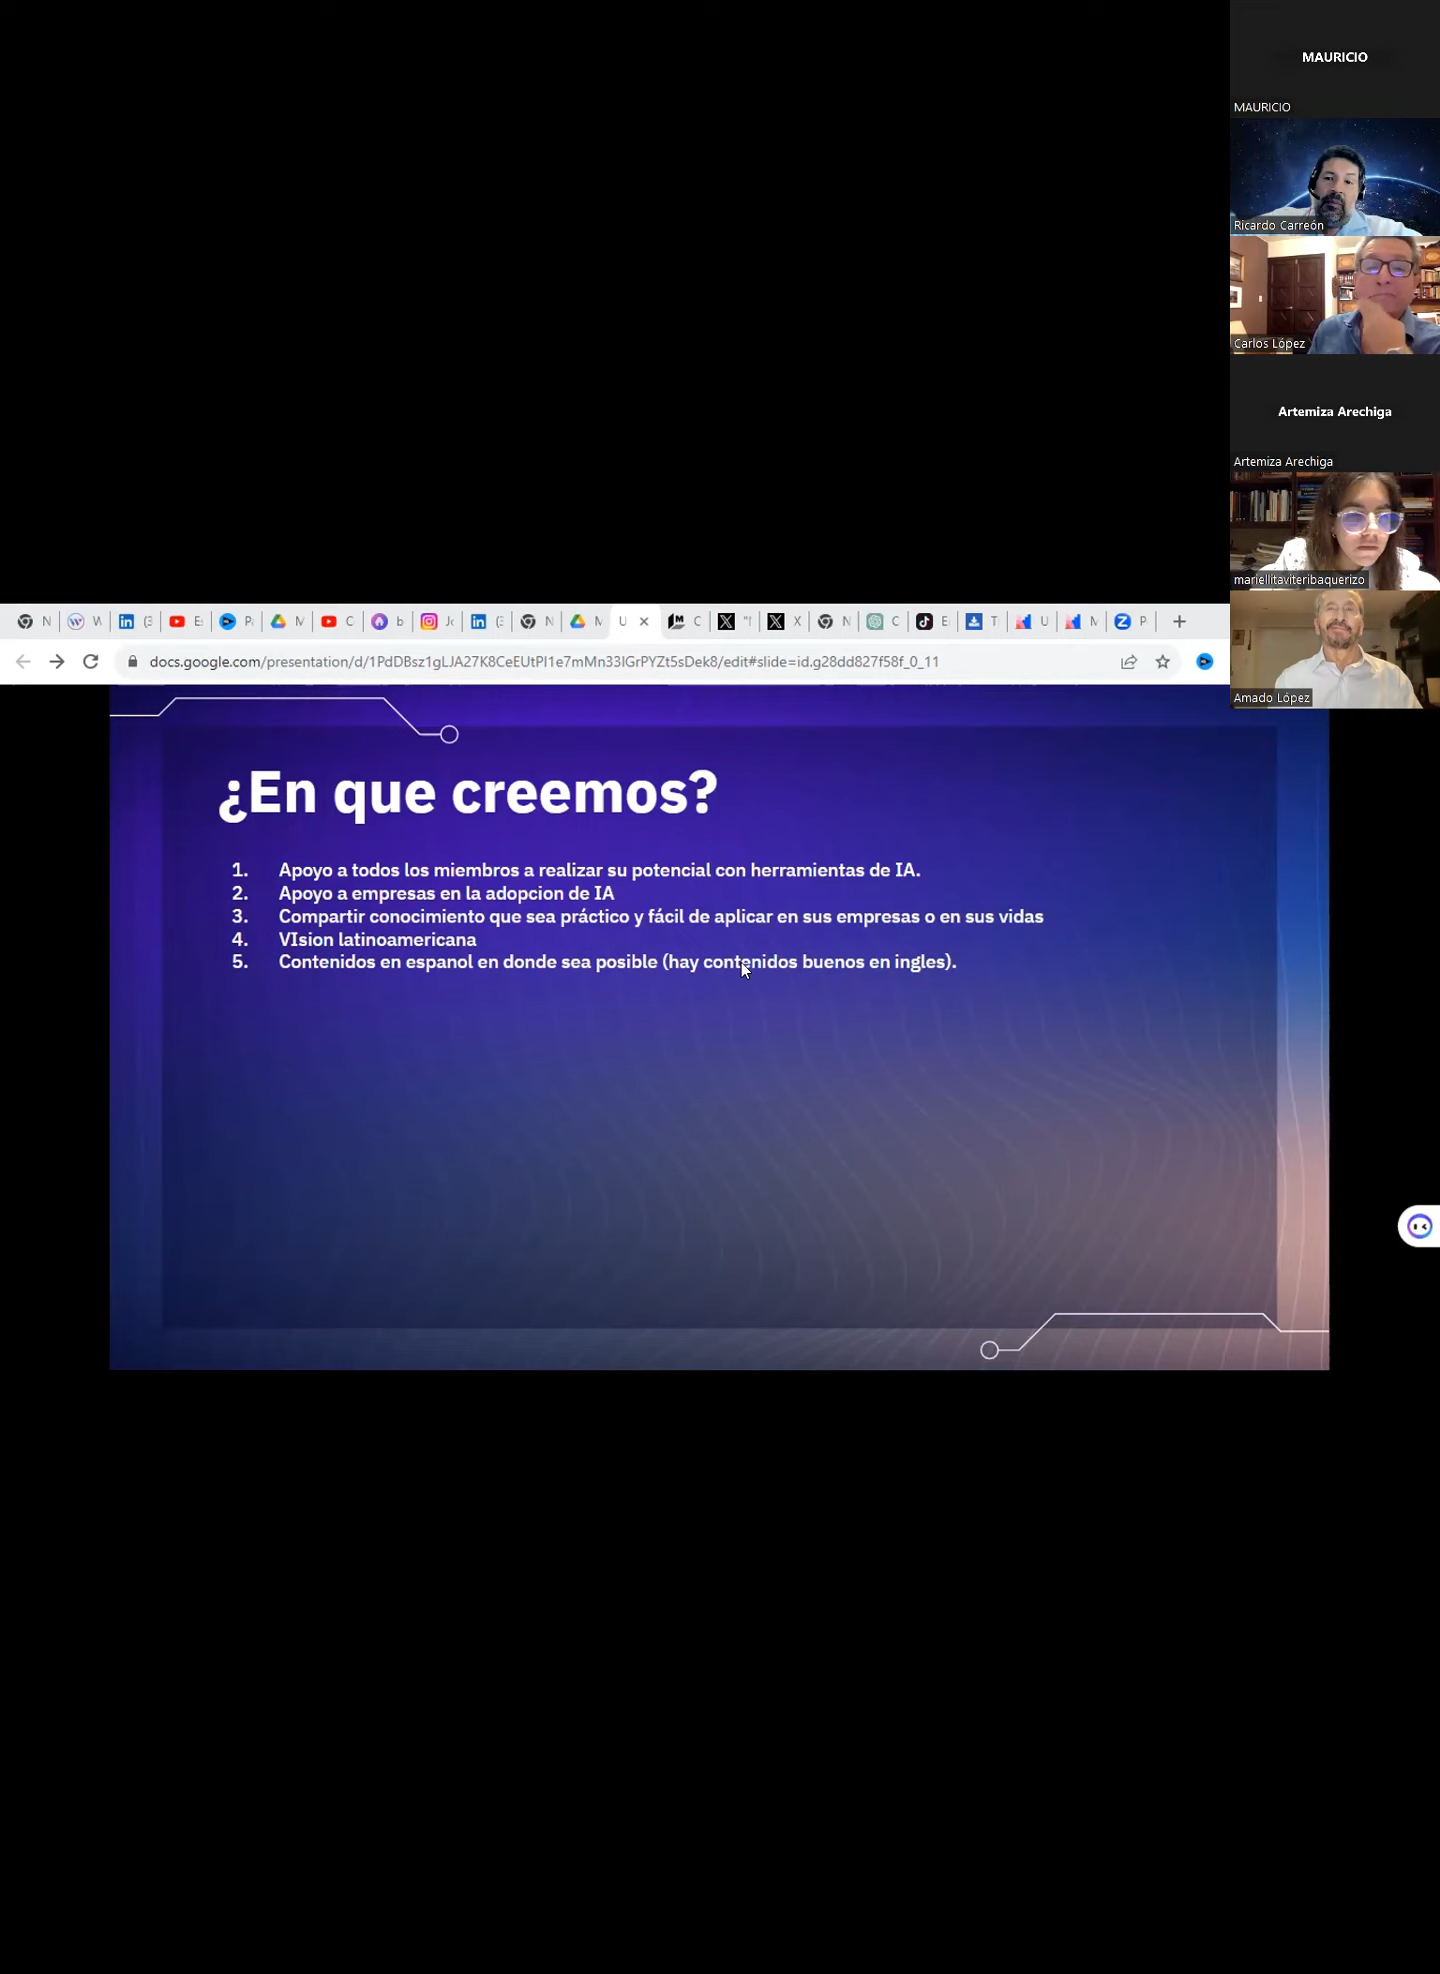 MAURICIO
MAURICIO
Ricardo Carreón
Carlos López
Artemiza Arechiga
Artemiza Arechiga
mariellitaviteribaquerizo
Amado López
docs.google.com/presentation/d/1PdDBsz1gLJA27K8CeEUtPI1e7mMn33IGrPYZt5sDek8/edit#slide=id.g28dd827f58f_0_11
¿En que creemos?
1. Apoyo a todos los miembros a realizar su potencial con herramientas de IA.
2. Apoyo a empresas en la adopcion de IA
3. Compartir conocimiento que sea práctico y fácil de aplicar en sus empresas o en sus vidas
4. VIsion latinoamericana
5. Contenidos en espanol en donde sea posible (hay contenidos buenos en ingles).